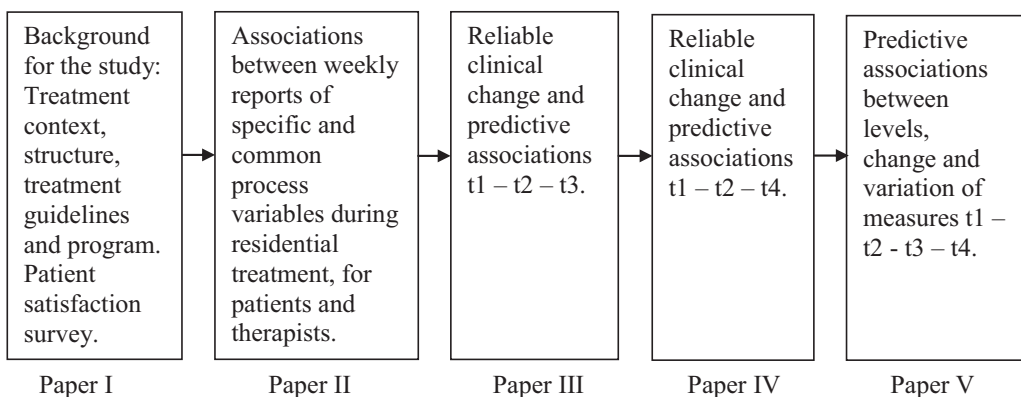 Background
for the study:
Treatment
context,
structure,
treatment
guidelines
and program.
Patient
satisfaction
survey.
Associations
between weekly
reports of
specific and
common
process
variables during
residential
treatment, for
patients and
therapists.
Reliable
clinical
change and
predictive
associations
t1 – t2 – t3.
Reliable
clinical
change and
predictive
associations
t1 – t2 – t4.
Predictive
associations
between
levels,
change and
variation of
measures t1 –
t2 - t3 – t4.
Paper I
Paper II
Paper III
Paper IV
Paper V